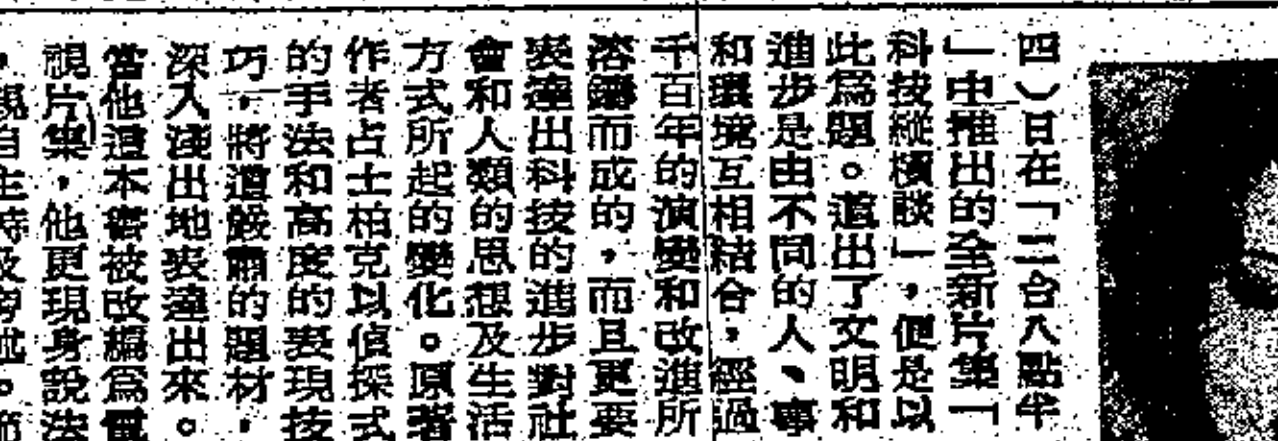 四）日在「二台八點半
」中推出的全新片集「
科技縱橫談」，便是以
此為題。道出了文明和
進步是由不同的人、事
和環境互相結合，經過
千百年的演變和改進所
溶鑄而成的，而且更要
表達出科技的進步對社
會和人類的思想及生活
方式所起的變化。原著
作者占士柏克以偵探式
的手法和高度的表現技
巧，將這嚴肅的題材，
深入淺出地表達出來。
當他這本書被改編為電
視片集，他更現身說法
，親自主持及旁述。節